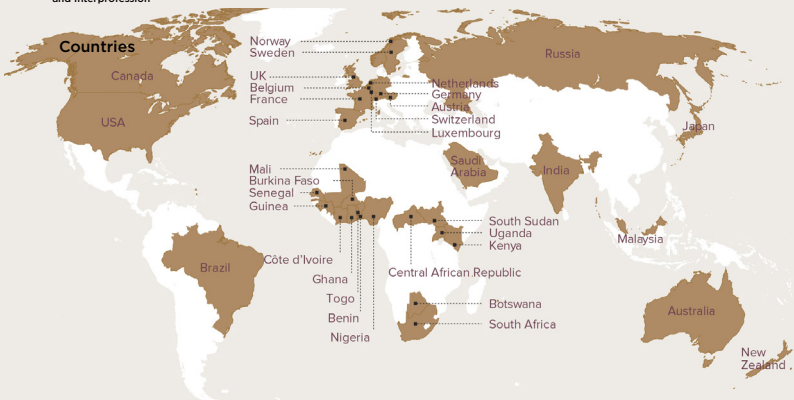 and interprofession
Countries
Canada
USA
Brazil
Norway
Sweden
UK
Belgium
France
Spain
Netherlands
Germany
Austria
Switzerland
Luxembourg
Russia
Japan
Saudi
Arabia
India
Malaysia
Mali
Burkina Faso
Senegal
Guinea
Côte d'Ivoire
Ghana
Togo
Benin
Nigeria
South Sudan
Uganda
Kenya
Central African Republic
Botswana
South Africa
Australia
New
Zealand